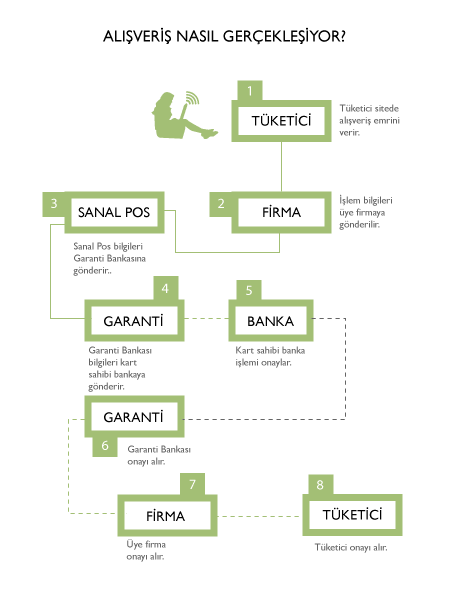 ALIŞVERİŞ NASIL GERÇEKLEŞİYOR?
1
TÜKETİCİ
Tüketici sitede
alışveriş emrini
verir.
2
FİRMA
İşlem bilgileri
üye firmaya
gönderilir.
3
SANAL POS
Sanal Pos bilgileri
Garanti Bankasına
gönderir..
4
GARANTİ
Garanti Bankası
bilgileri kart
sahibi bankaya
gönderir.
5
BANKA
Kart sahibi banka
işlemi onaylar.
GARANTİ
6
Garanti Bankası
onayı alır.
7
FİRMA
Üye firma
onayı alır.
8
TÜKETİCİ
Tüketici onayı alır.